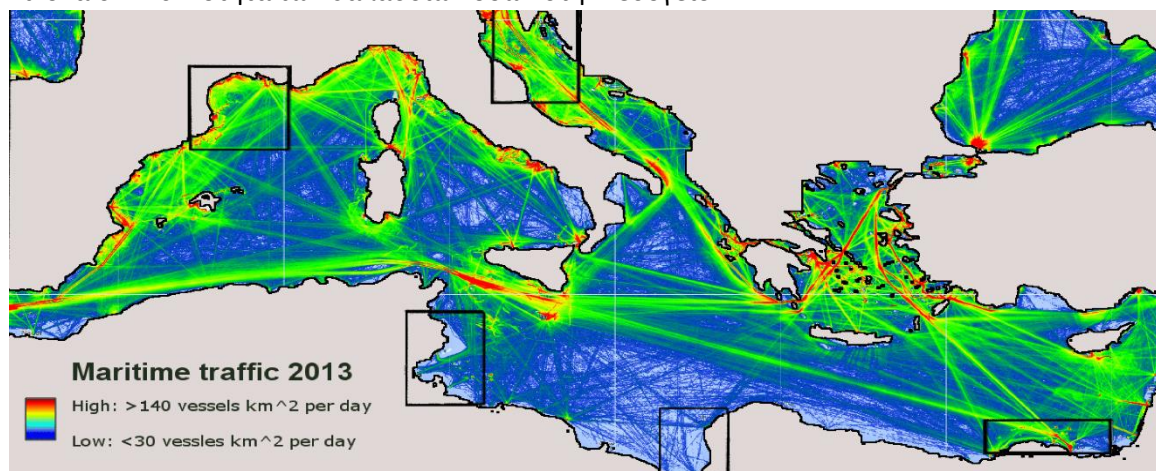 Maritime traffic 2013
High: >140 vessels km^2 per day
Low: <30 vessles km^2 per day